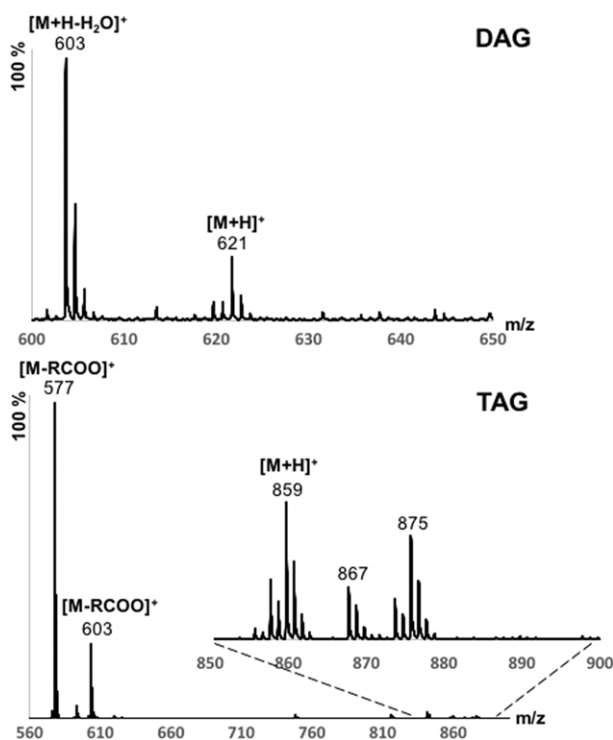 [M+H-H₂O]⁺
603
DAG
100 %
[M+H]⁺
621
600 610 620 630 640 650 m/z
[M-RCOO]⁺
577
TAG
100 %
[M+H]⁺
859
875
867
[M-RCOO]⁺
603
850 860 870 880 890 900
560 610 660 710 760 810 860 m/z